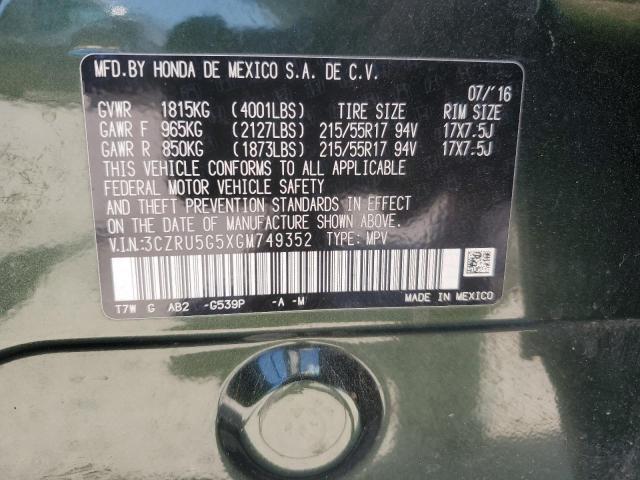 MFD.BY HONDA DE MEXICO S.A. DE C.V.
07/'16
GVWR 1815KG (4001LBS) TIRE SIZE RIM SIZE
GAWR F 965KG (2127LBS) 215/55R17 94V 17X7.5J
GAWR R 850KG (1873LBS) 215/55R17 94V 17X7.5J
THIS VEHICLE CONFORMS TO ALL APPLICABLE
FEDERAL MOTOR VEHICLE SAFETY
AND THEFT PREVENTION STANDARDS IN EFFECT
ON THE DATE OF MANUFACTURE SHOWN ABOVE.
V.I.N.:3CZRU5G5XGM749352 TYPE: MPV
T7W G AB2 -G539P -A -M
MADE IN MEXICO